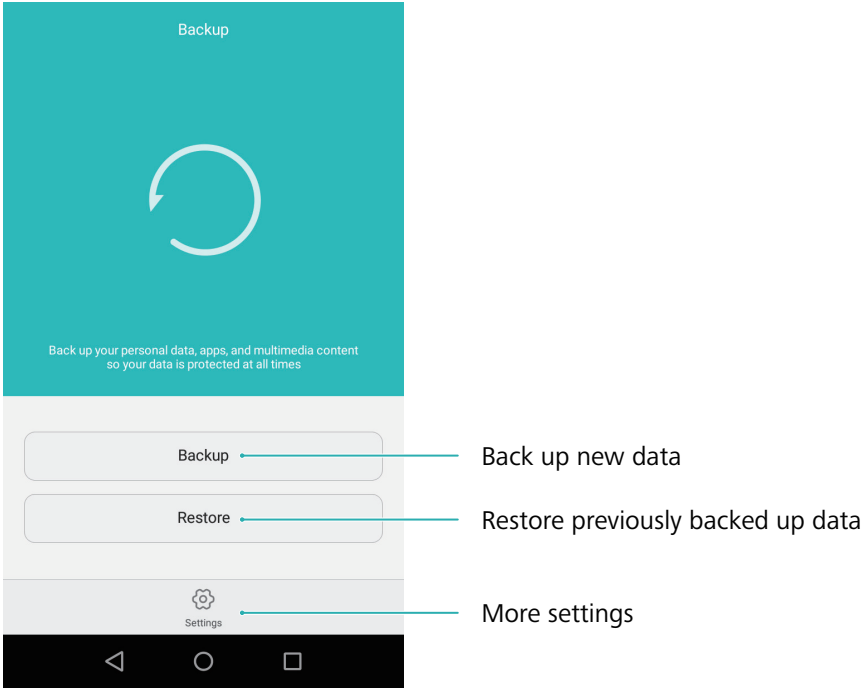 Backup
Back up your personal data, apps, and multimedia content
so your data is protected at all times
Backup
Back up new data
Restore
Restore previously backed up data
Settings
More settings